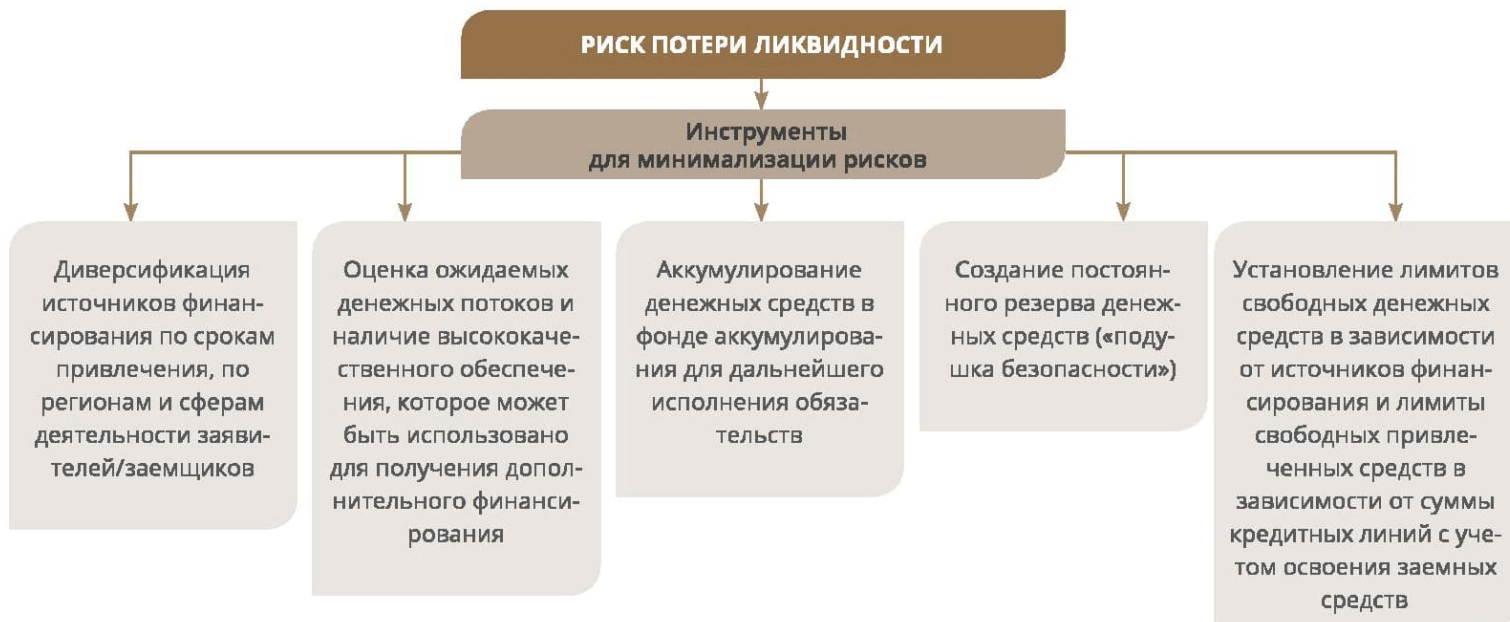 РИСК ПОТЕРИ ЛИКВИДНОСТИ
Инструменты
для минимализации рисков
Диверсификация
источников финан-
сирования по срокам
привлечения, по
регионам и сферам
деятельности заяви-
телей/заемщиков
Оценка ожидаемых
денежных потоков и
наличие высококаче-
ственного обеспече-
ния, которое может
быть использовано
для получения допол-
нительного финанси-
рования
Аккумулирование
денежных средств в
фонде аккумулирова-
ния для дальнейшего
исполнения обяза-
тельств
Создание постоян-
ного резерва денеж-
ных средств («поду-
шка безопасности»)
Установление лимитов
свободных денежных
средств в зависимости
от источников финан-
сирования и лимиты
свободных привле-
ченных средств в
зависимости от суммы
кредитных линий с уче-
том освоения заемных
средств